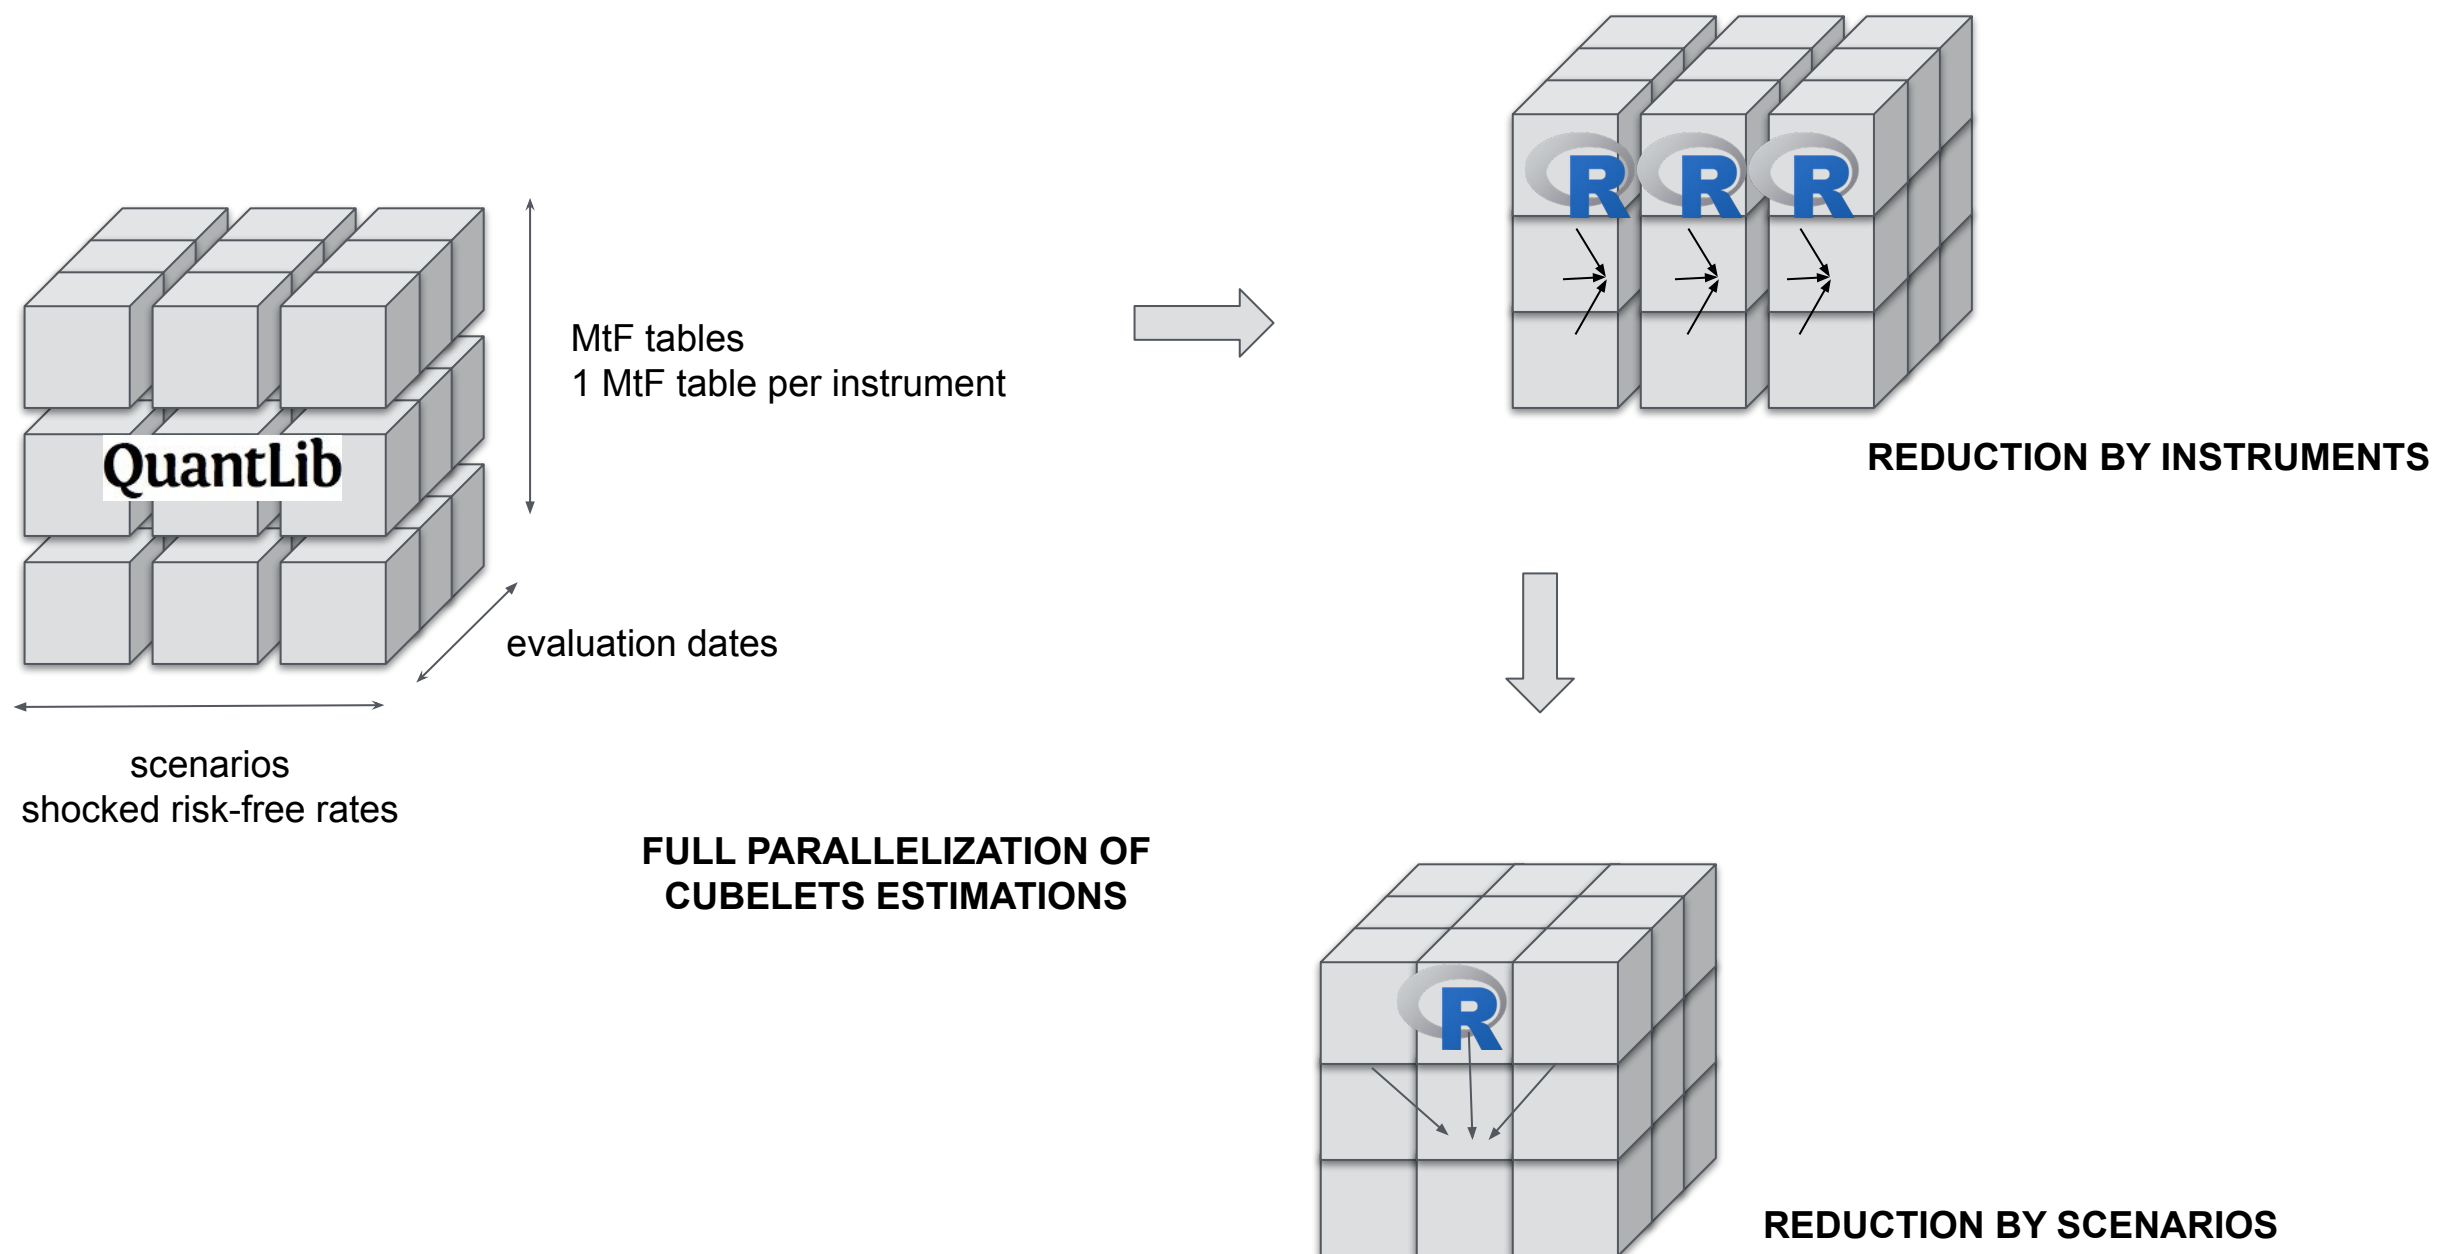 R R R
MtF tables
1 MtF table per instrument
QuantLib
REDUCTION BY INSTRUMENTS
evaluation dates
scenarios
shocked risk-free rates
FULL PARALLELIZATION OF
CUBELETS ESTIMATIONS
R
REDUCTION BY SCENARIOS